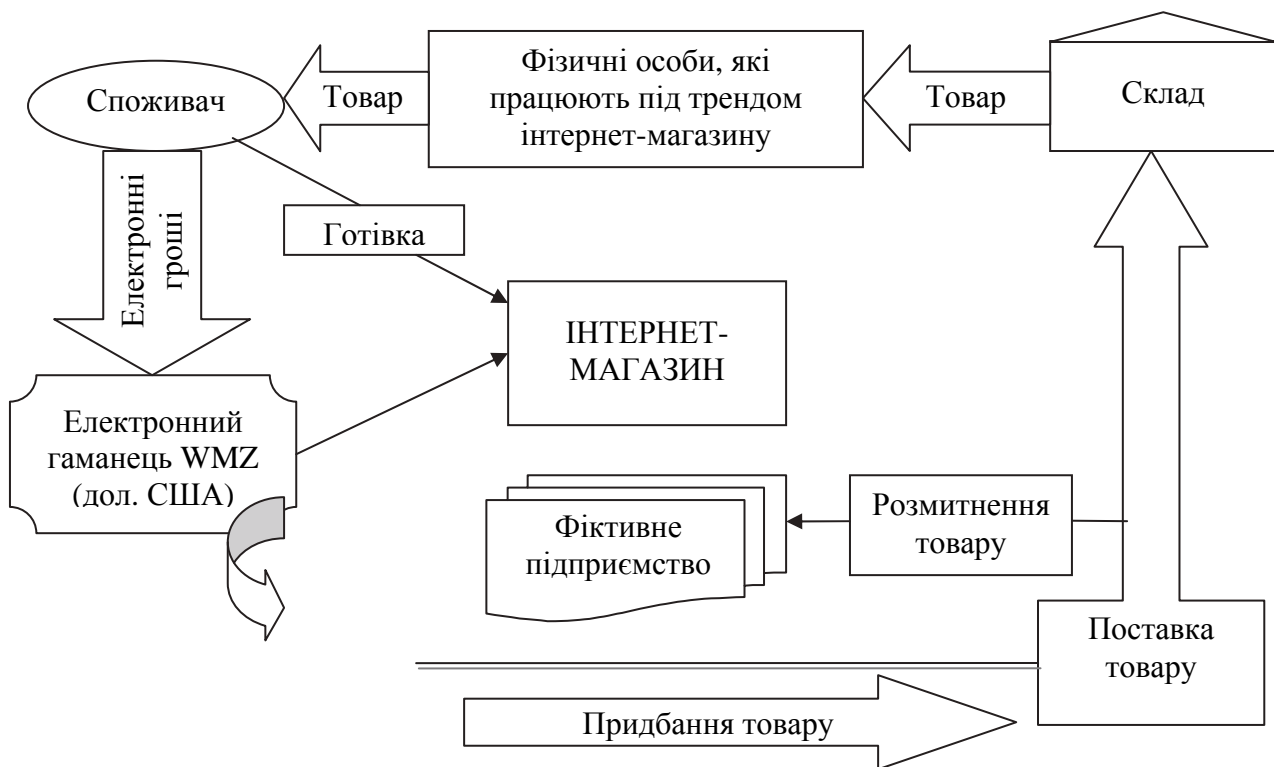 Споживач
Товар
Фізичні особи, які
працюють під трендом
інтернет-магазину
Товар
Склад
Електронні
гроші
Готівка
ІНТЕРНЕТ-
МАГАЗИН
Електронний
гаманець WMZ
(дол. США)
Фіктивне
підприємство
Розмитнення
товару
Поставка
товару
Придбання товару